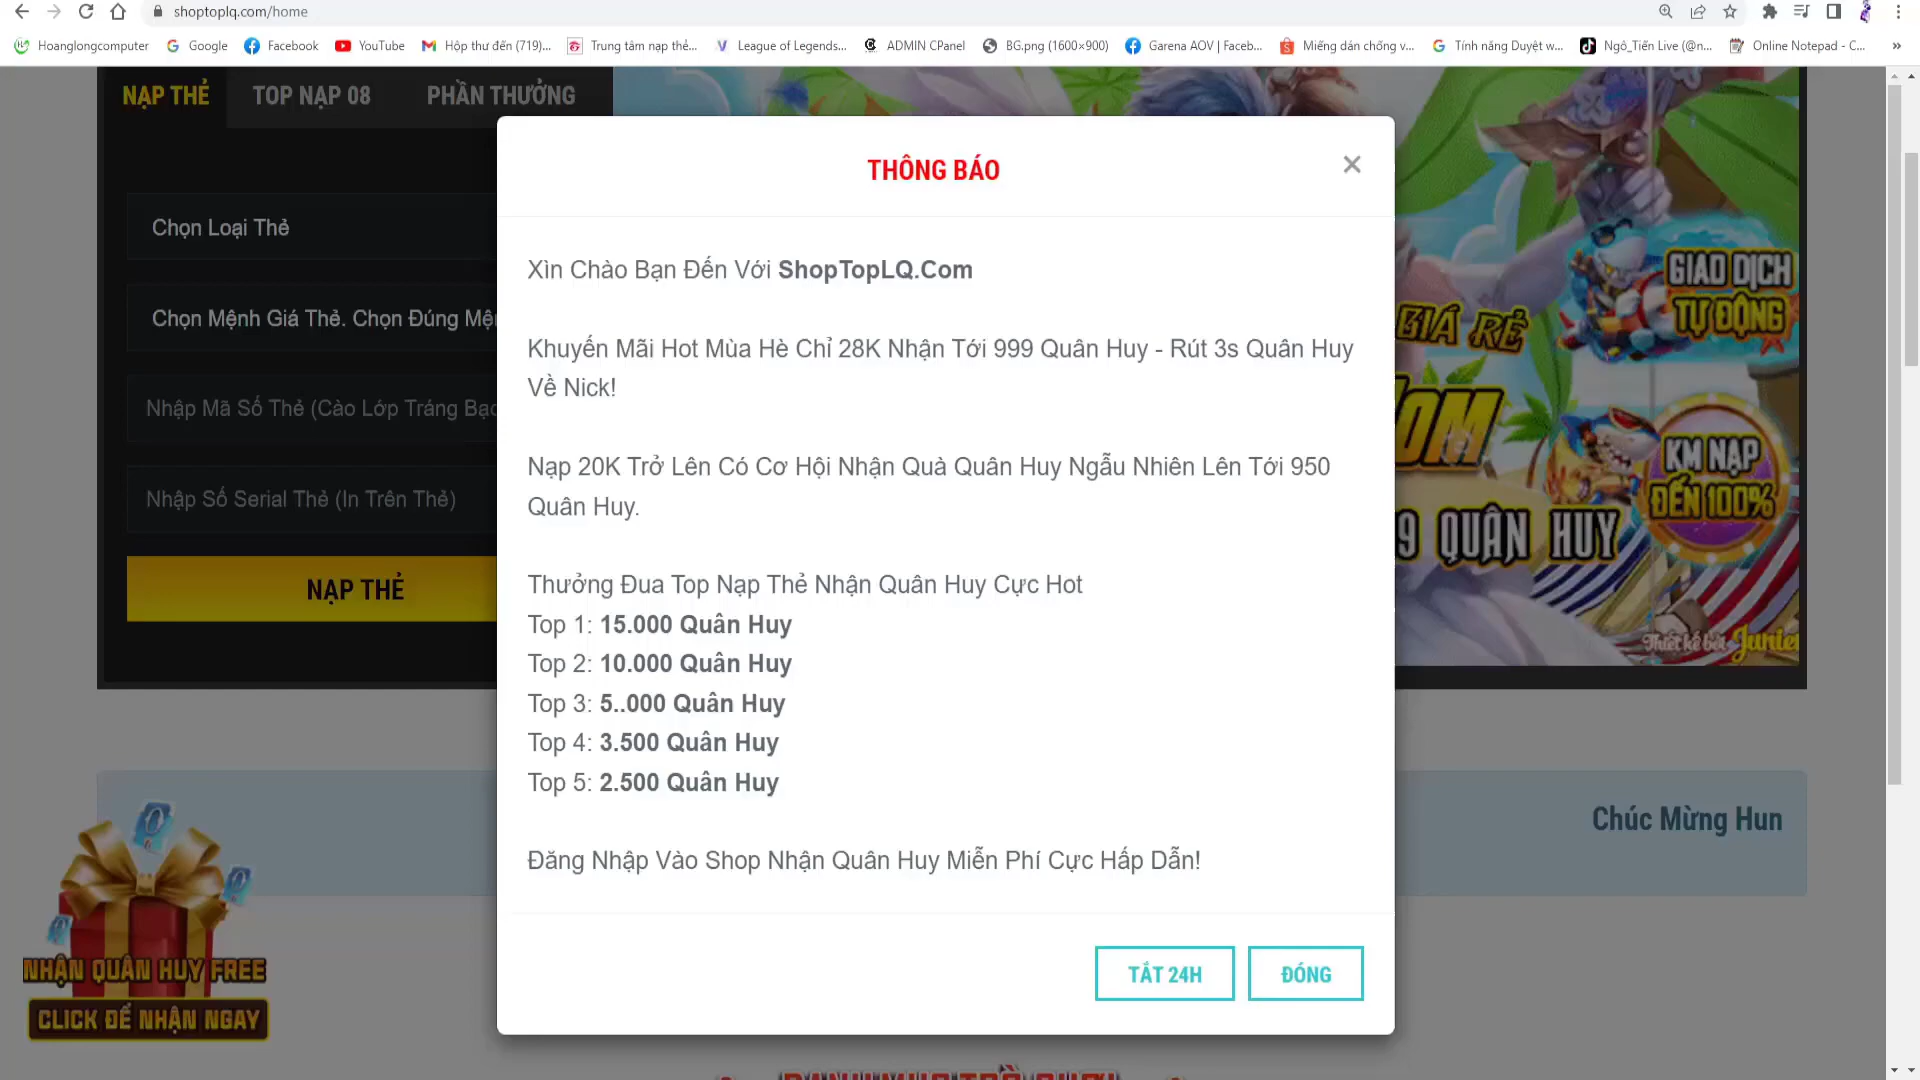 shoptoplq.com/home
Hoanglongcomputer Google Facebook YouTube Hộp thư đến (719)... Trung tâm nạp thẻ... League of Legends... ADMIN CPanel BG.png (1600×900) Garena AOV | Faceb... Miếng dán chống v... Tính năng Duyệt w... Ngô_Tiến Live (@n... Online Notepad - C... »
NẠP THẺ TOP NẠP 08 PHẦN THƯỞNG
THÔNG BÁO ×
Chọn Loại Thẻ
Chọn Mệnh Giá Thẻ. Chọn Đúng Mện
Nhập Mã Số Thẻ (Cào Lớp Tráng Bạc
Nhập Số Serial Thẻ (In Trên Thẻ)
NẠP THẺ
Xìn Chào Bạn Đến Với ShopTopLQ.Com
Khuyến Mãi Hot Mùa Hè Chỉ 28K Nhận Tới 999 Quân Huy - Rút 3s Quân Huy
Về Nick!
Nạp 20K Trở Lên Có Cơ Hội Nhận Quà Quân Huy Ngẫu Nhiên Lên Tới 950
Quân Huy.
Thưởng Đua Top Nạp Thẻ Nhận Quân Huy Cực Hot
Top 1: 15.000 Quân Huy
Top 2: 10.000 Quân Huy
Top 3: 5..000 Quân Huy
Top 4: 3.500 Quân Huy
Top 5: 2.500 Quân Huy
Đăng Nhập Vào Shop Nhận Quân Huy Miễn Phí Cực Hấp Dẫn!
TẮT 24H ĐÓNG
GIAO DỊCH
TỰ ĐỘNG
GIÁ RẺ
OM
KM NẠP
ĐẾN 100%
9 QUÂN HUY
Thiết kế bởi Junie
Chúc Mừng Hun
NHẬN QUÂN HUY FREE
CLICK ĐỂ NHẬN NGAY